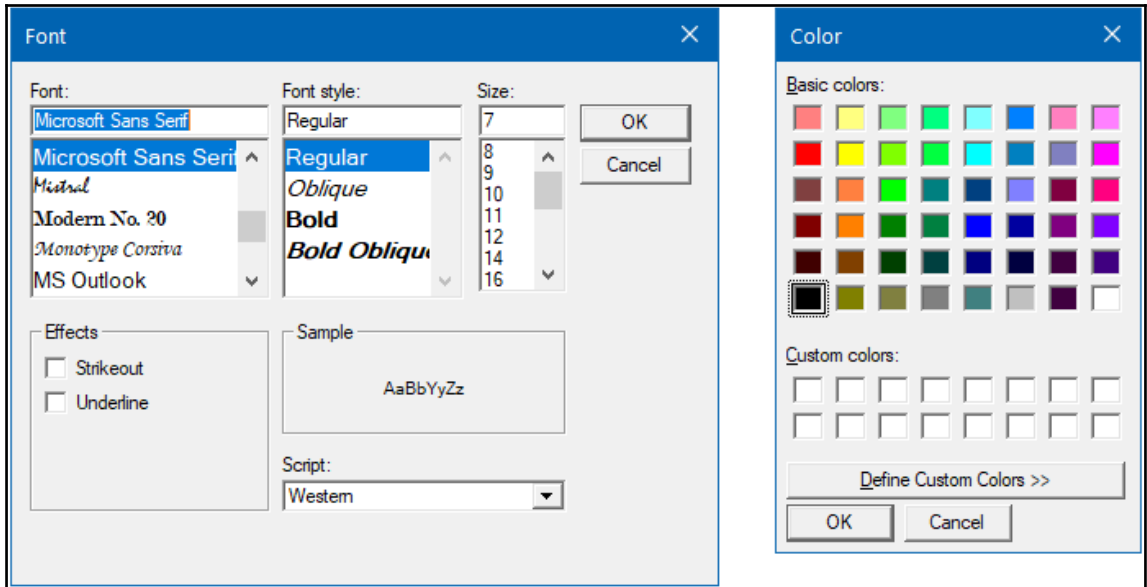 Font
Font:
Microsoft Sans Serif
Microsoft Sans Serif
Mistral
Modern No. 20
Monotype Corsiva
MS Outlook
Font style:
Regular
Regular
Oblique
Bold
Bold Oblique
Size:
7
8
9
10
11
12
14
16
OK
Cancel
Effects
Strikeout
Underline
Sample
AaBbYyZz
Script:
Western
Color
Basic colors:
Custom colors:
Define Custom Colors >>
OK
Cancel